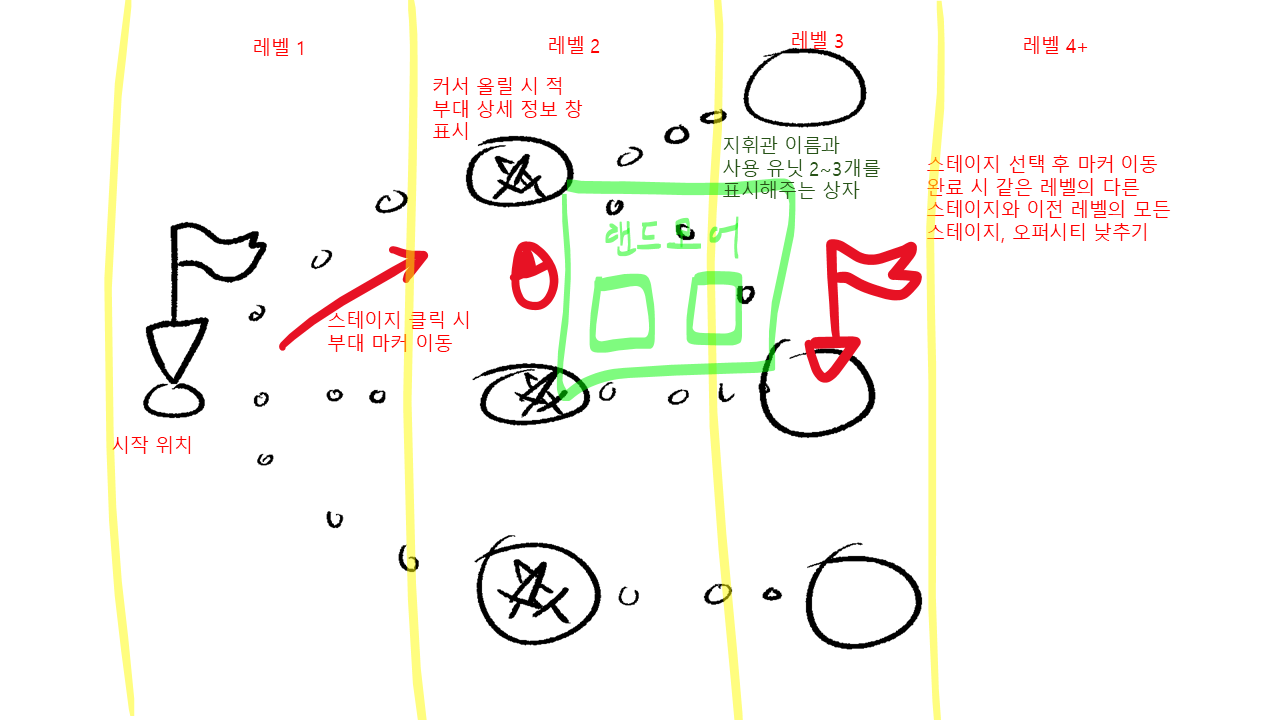 레벨 1
레벨 2
레벨 3
레벨 4+
커서 올릴 시 적
부대 상세 정보 창
표시
지휘관 이름과
사용 유닛 2~3개를
표시해주는 상자
스테이지 선택 후 마커 이동
완료 시 같은 레벨의 다른
스테이지와 이전 레벨의 모든
스테이지, 오퍼시티 낮추기
랜드모어
스테이지 클릭 시
부대 마커 이동
시작 위치